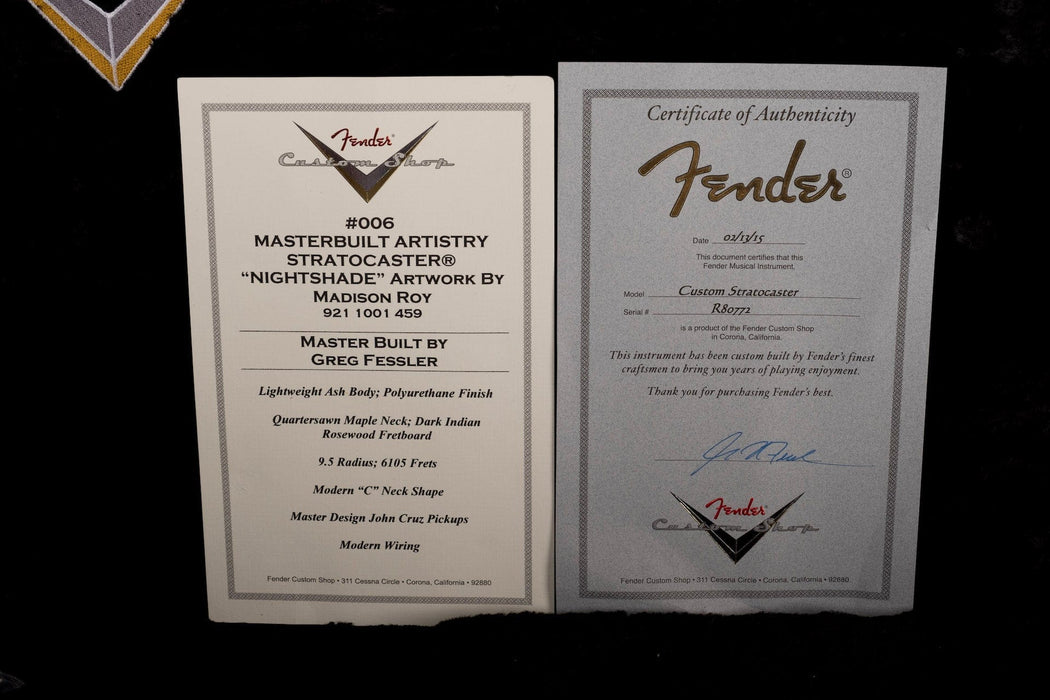 Fender®
Custom Shop
#006
MASTERBUILT ARTISTRY
STRATOCASTER®
“NIGHTSHADE” ARTWORK BY
MADISON ROY
921 1001 459
MASTER BUILT BY
GREG FESSLER
Lightweight Ash Body; Polyurethane Finish
Quartersawn Maple Neck; Dark Indian
Rosewood Fretboard
9.5 Radius; 6105 Frets
Modern “C” Neck Shape
Master Design John Cruz Pickups
Modern Wiring
Fender Custom Shop • 311 Cessna Circle • Corona, California • 92880
Certificate of Authenticity
Fender®
Date 02/13/15
This document certifies that this
Fender Musical Instrument,
Model Custom Stratocaster
Serial # R80772
is a product of the Fender Custom Shop
in Corona, California.
This instrument has been custom built by Fender's finest
craftsmen to bring you years of playing enjoyment.
Thank you for purchasing Fender's best.
Fender®
Custom Shop
Fender Custom Shop • 311 Cessna Circle • Corona, California • 92880